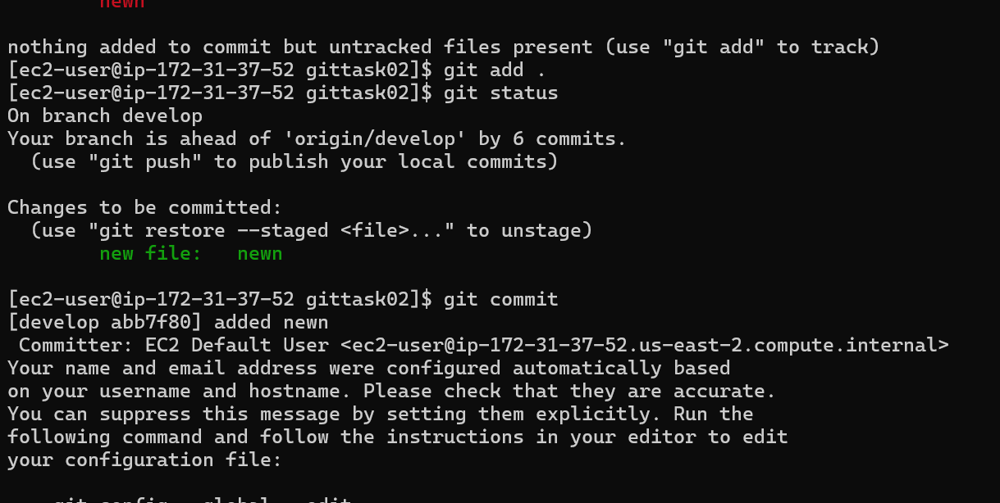 newn
nothing added to commit but untracked files present (use "git add" to track)
[ec2-user@ip-172-31-37-52 gittask02]$ git add .
[ec2-user@ip-172-31-37-52 gittask02]$ git status
On branch develop
Your branch is ahead of 'origin/develop' by 6 commits.
  (use "git push" to publish your local commits)
Changes to be committed:
  (use "git restore --staged <file>..." to unstage)
        new file:   newn
[ec2-user@ip-172-31-37-52 gittask02]$ git commit
[develop abb7f80] added newn
 Committer: EC2 Default User <ec2-user@ip-172-31-37-52.us-east-2.compute.internal>
Your name and email address were configured automatically based
on your username and hostname. Please check that they are accurate.
You can suppress this message by setting them explicitly. Run the
following command and follow the instructions in your editor to edit
your configuration file:
    git config --global --edit